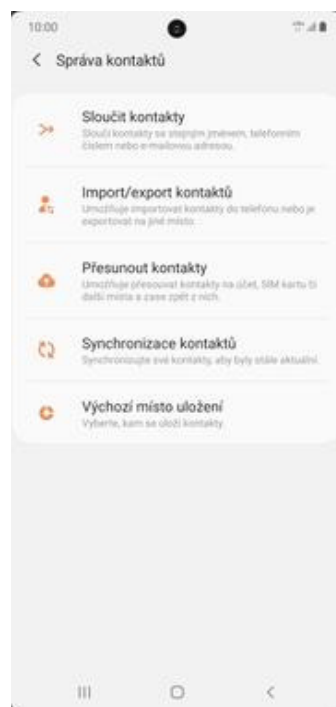 10:00
Správa kontaktů
Sloučit kontakty
Sloučí kontakty se stejným jménem, telefonním
číslem nebo e-mailovou adresou.
Import/export kontaktů
Umožňuje importovat kontakty do telefonu nebo je
exportovat na jiné místo.
Přesunout kontakty
Umožňuje přesouvat kontakty na účet, SIM kartu či
další místa a zase zpět z nich.
Synchronizace kontaktů
Synchronizujte své kontakty, aby byly stále aktuální.
Výchozí místo uložení
Vyberte, kam se uloží kontakty.